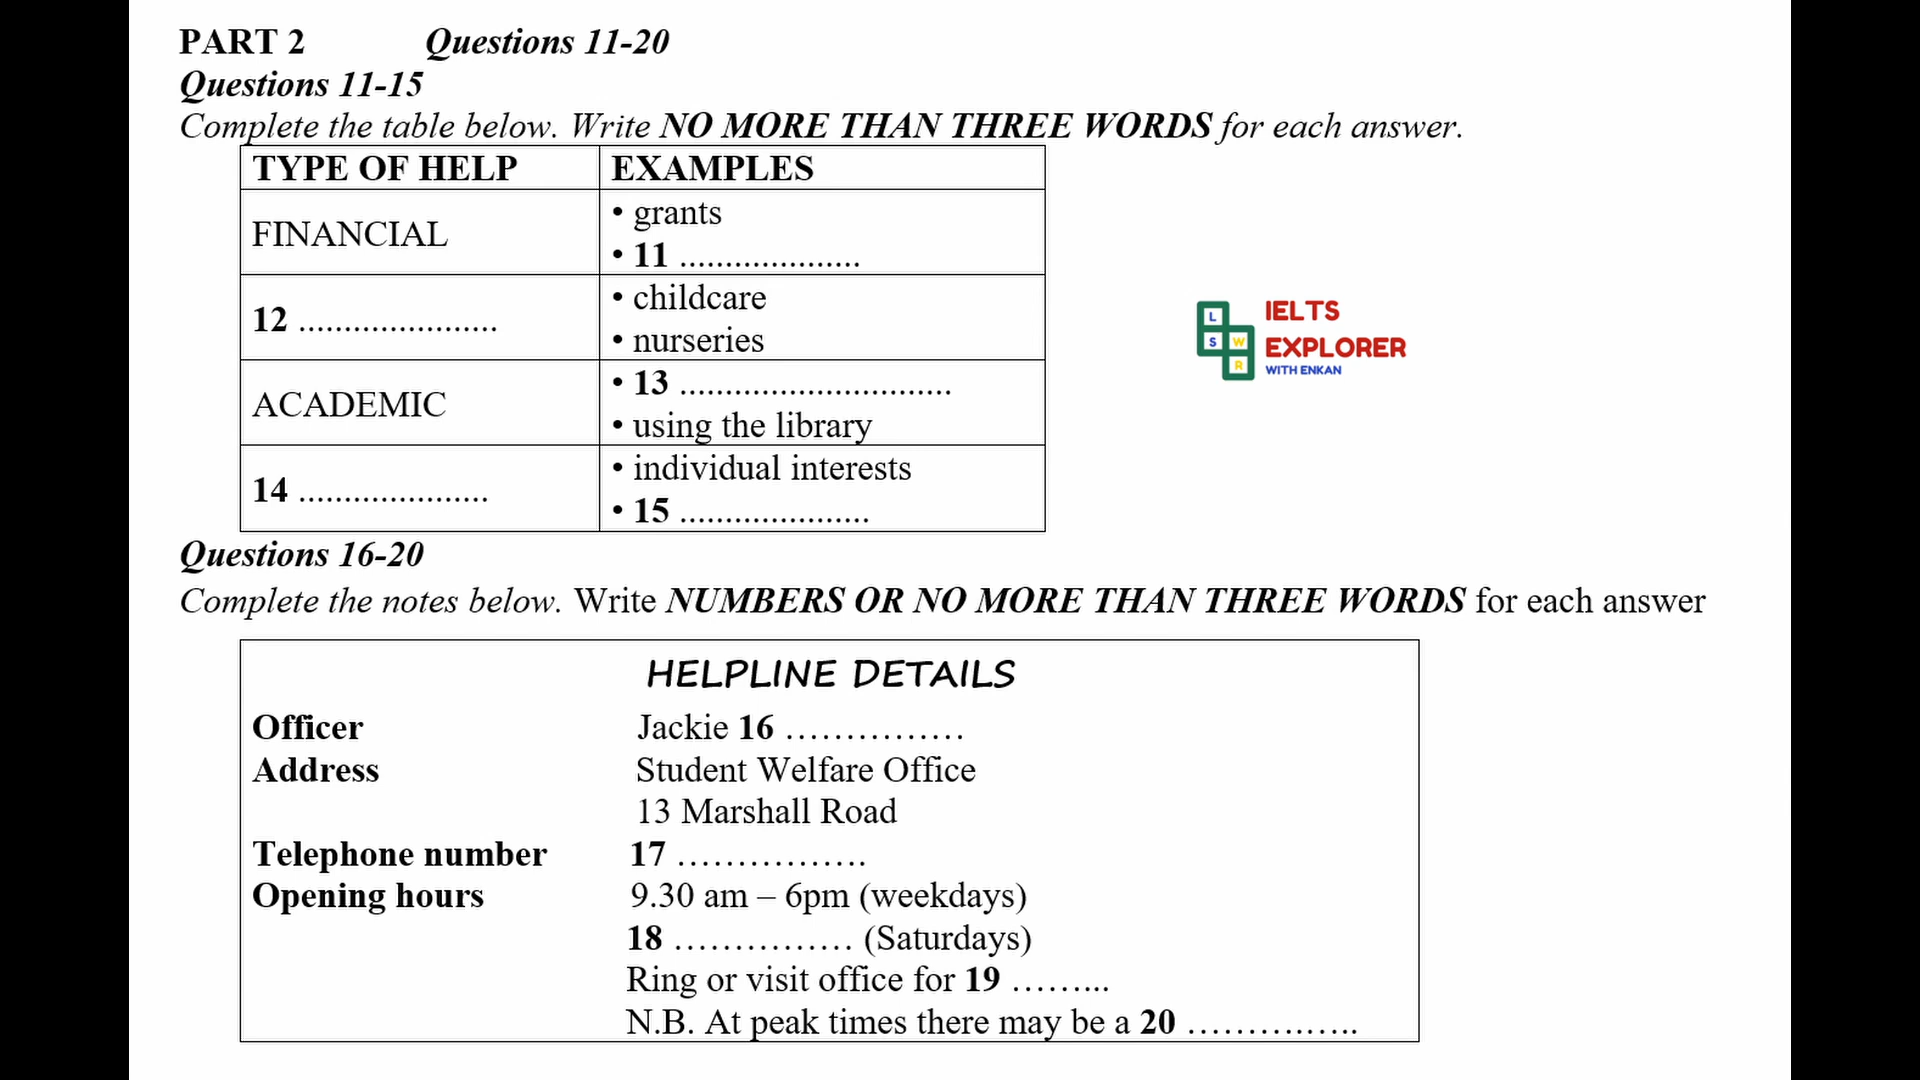 PART 2 Questions 11-20
Questions 11-15
Complete the table below. Write NO MORE THAN THREE WORDS for each answer.
TYPE OF HELP EXAMPLES
FINANCIAL
• grants
• 11 ....................
12 ......................
• childcare
• nurseries
ACADEMIC
• 13 ..............................
• using the library
14 .....................
• individual interests
• 15 .....................
L
S W
R
IELTS
EXPLORER
WITH ENKAN
Questions 16-20
Complete the notes below. Write NUMBERS OR NO MORE THAN THREE WORDS for each answer
HELPLINE DETAILS
Officer Jackie 16 ……………
Address Student Welfare Office
13 Marshall Road
Telephone number 17 …………….
Opening hours 9.30 am – 6pm (weekdays)
18 …………… (Saturdays)
Ring or visit office for 19 ……...
N.B. At peak times there may be a 20 ……….…..